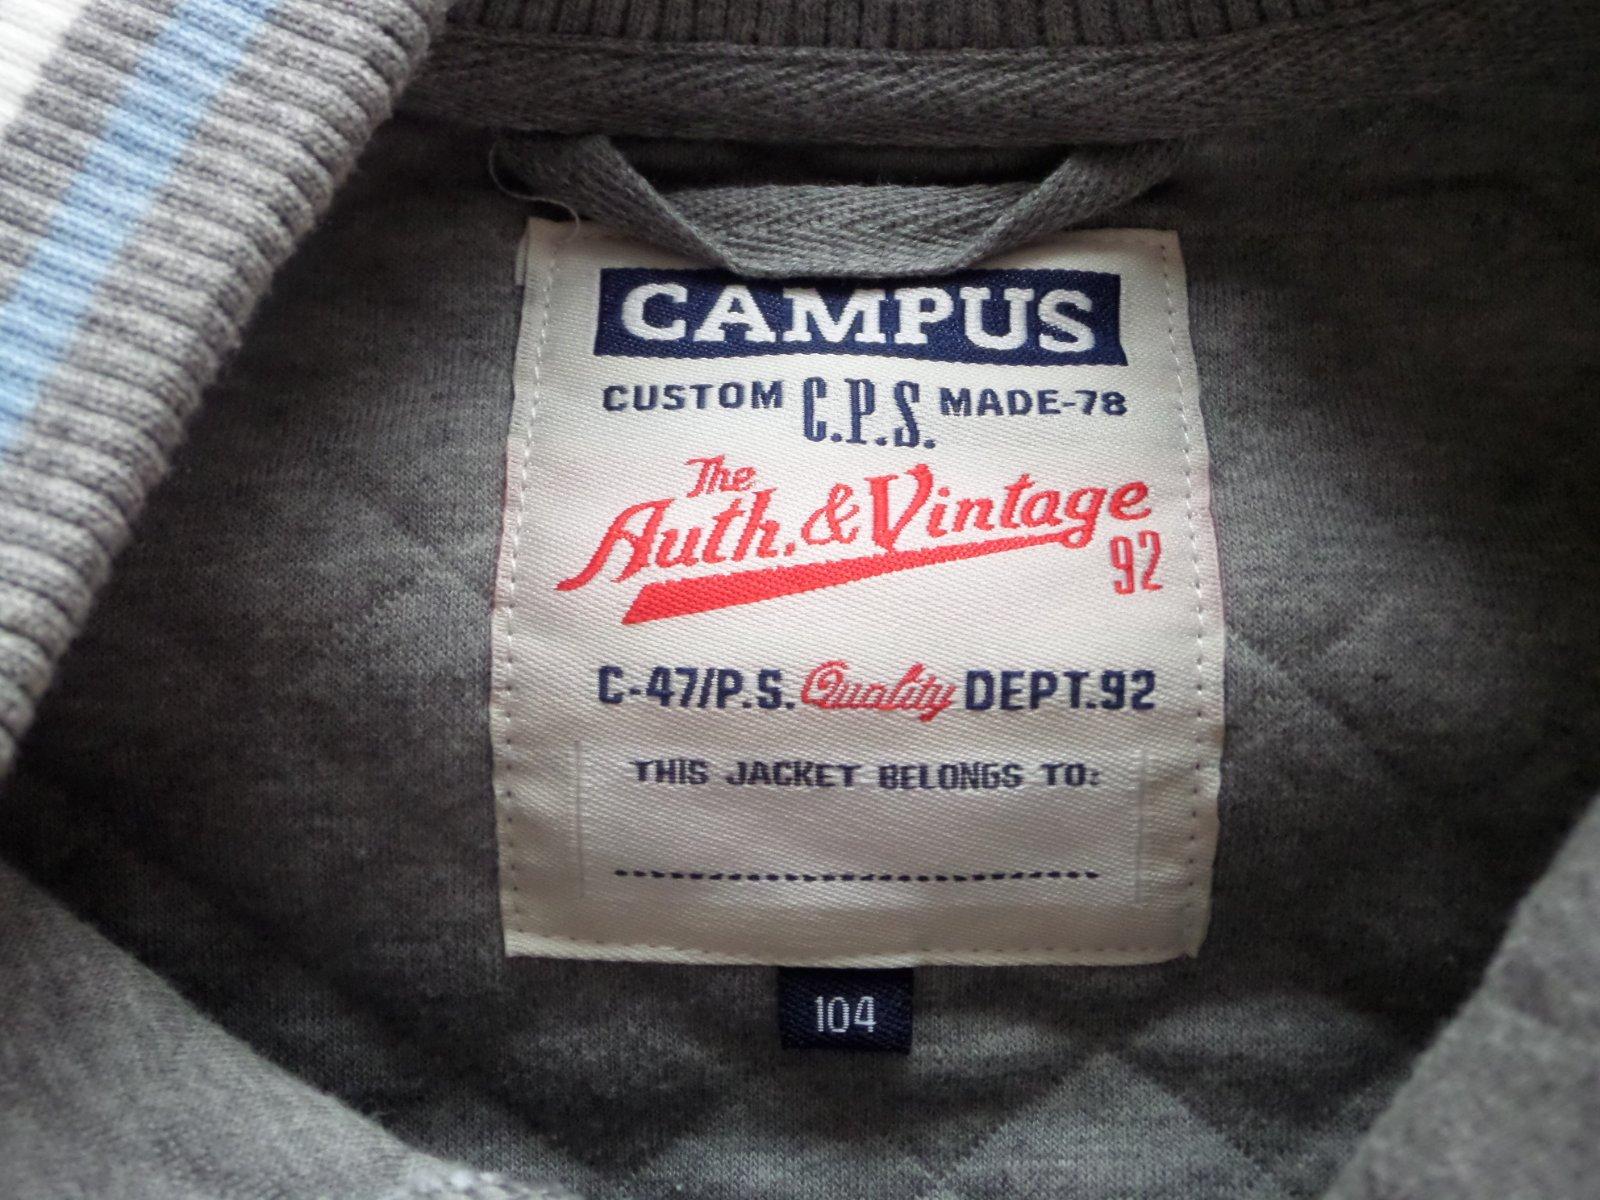 CAMPUS
CUSTOM C.P.S. MADE-78
The
Auth. & Vintage
92
C-47/P.S. Quality DEPT.92
THIS JACKET BELONGS TO:
104